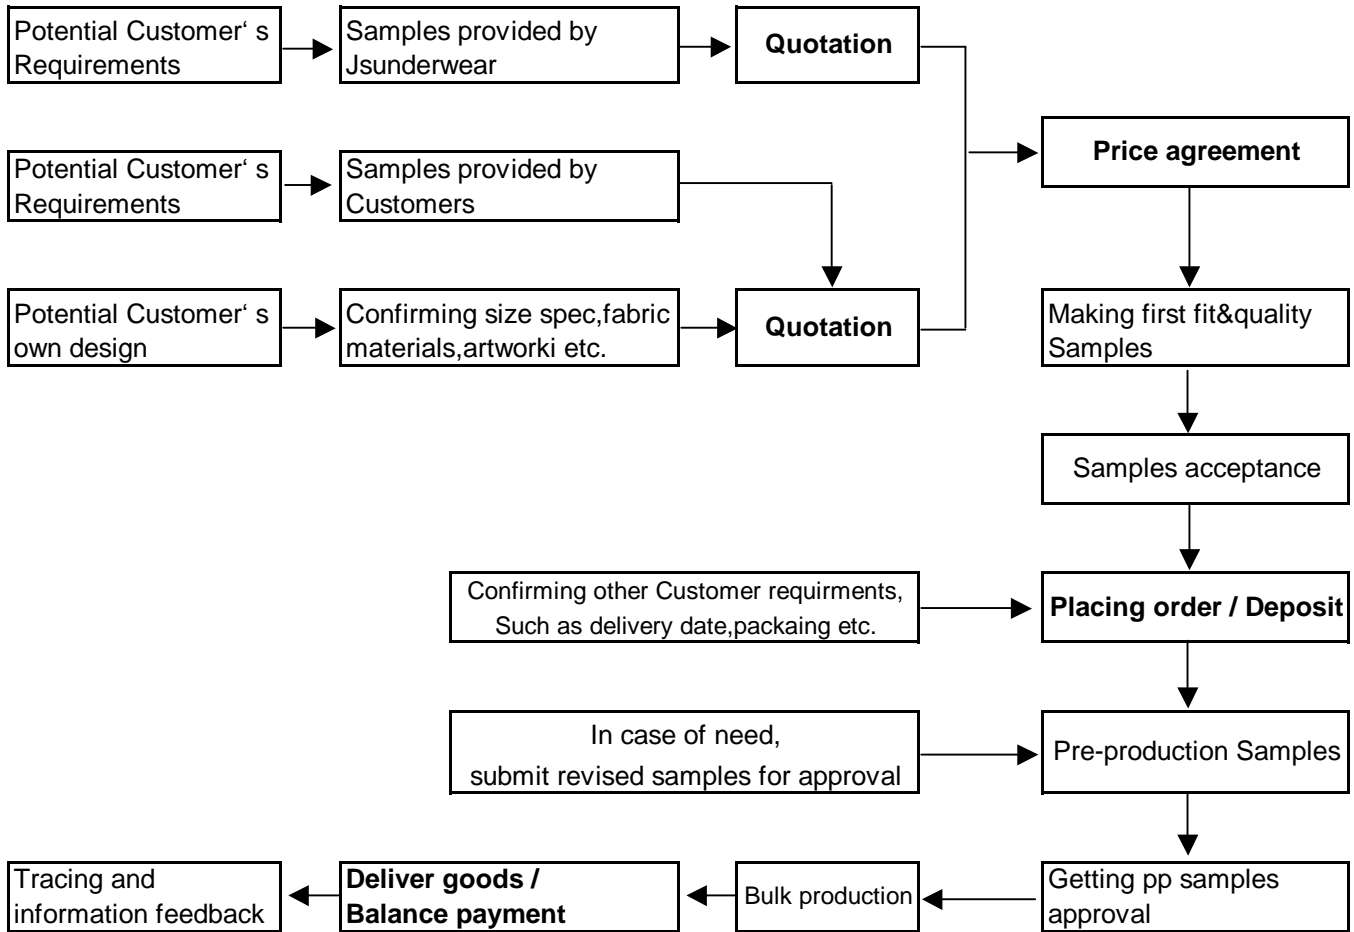 Potential Customer‘ s
Requirements
Samples provided by
Jsunderwear
Quotation
Price agreement
Potential Customer‘ s
Requirements
Samples provided by
Customers
Potential Customer‘ s
own design
Confirming size spec,fabric
materials,artworki etc.
Quotation
Making first fit&quality
Samples
Samples acceptance
Confirming other Customer requirments,
Such as delivery date,packaing etc.
Placing order / Deposit
In case of need,
submit revised samples for approval
Pre-production Samples
Tracing and
information feedback
Deliver goods /
Balance payment
Bulk production
Getting pp samples
approval